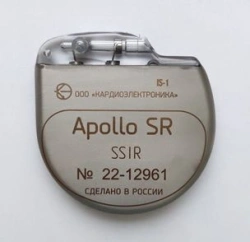 IS-1
ООО «КАРДИОЭЛЕКТРОНИКА»
Apollo SR
SSIR
№ 22-12961
СДЕЛАНО В РОССИИ